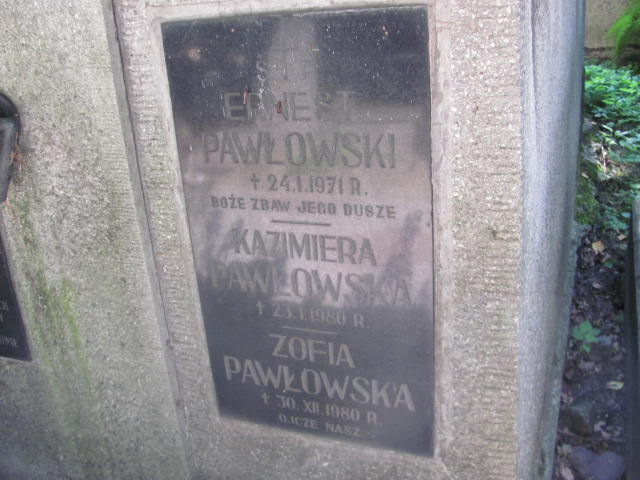 ERNEST
PAWŁOWSKI
✝ 24.I.1971 R.
BOŻE ZBAW JEGO DUSZE
KAZIMIERA
PAWŁOWSKA
✝ 23.I.1980 R.
ZOFIA
PAWŁOWSKA
✝ 30.XII.1980 R.
OJCZE NASZ